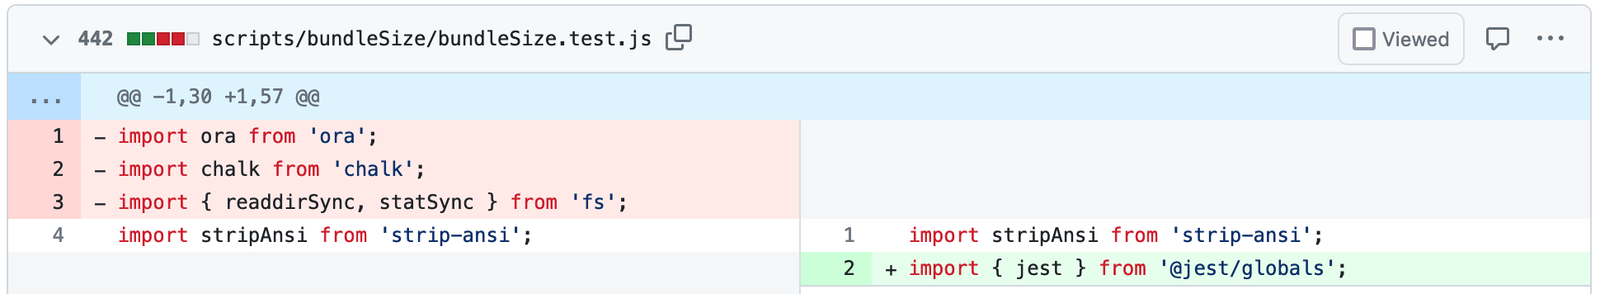 442 scripts/bundleSize/bundleSize.test.js Viewed ...
... @@ -1,30 +1,57 @@
1 - import ora from 'ora';
2 - import chalk from 'chalk';
3 - import { readdirSync, statSync } from 'fs';
4 import stripAnsi from 'strip-ansi'; 1 import stripAnsi from 'strip-ansi';
2 + import { jest } from '@jest/globals';